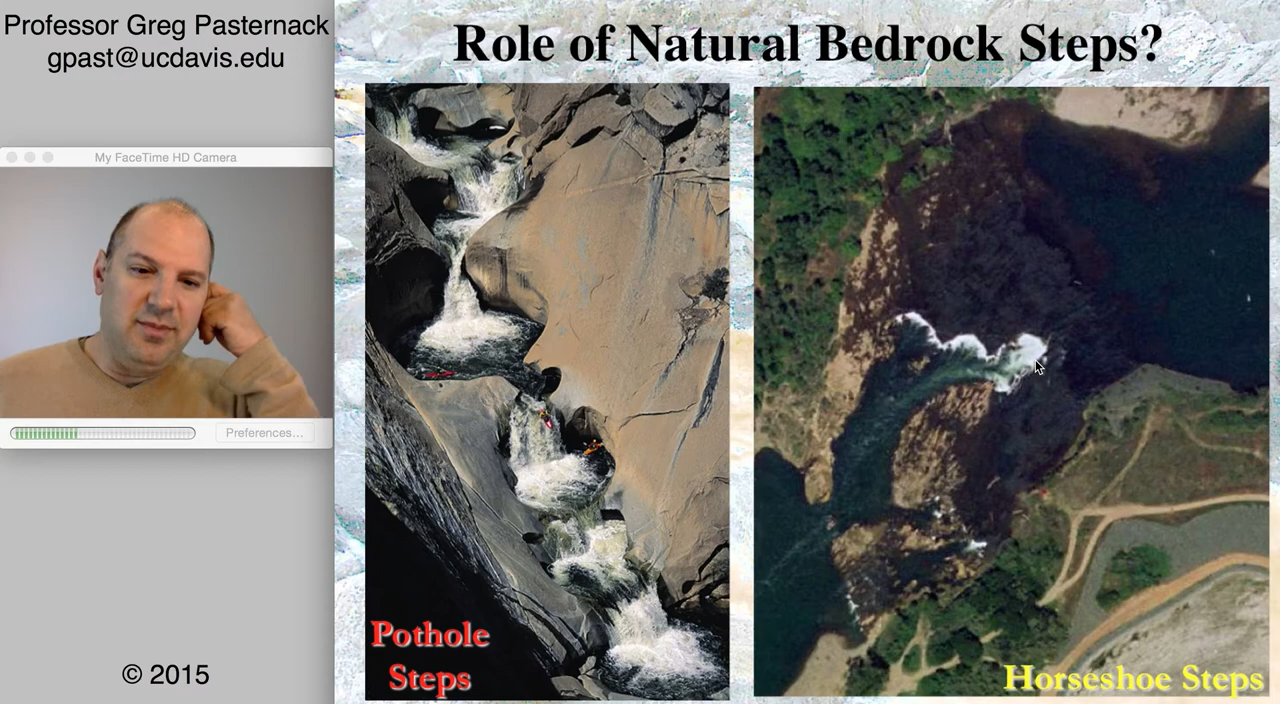 Professor Greg Pasternack
gpast@ucdavis.edu
My FaceTime HD Camera
Preferences...
© 2015
Role of Natural Bedrock Steps?
Pothole
Steps
Horseshoe Steps